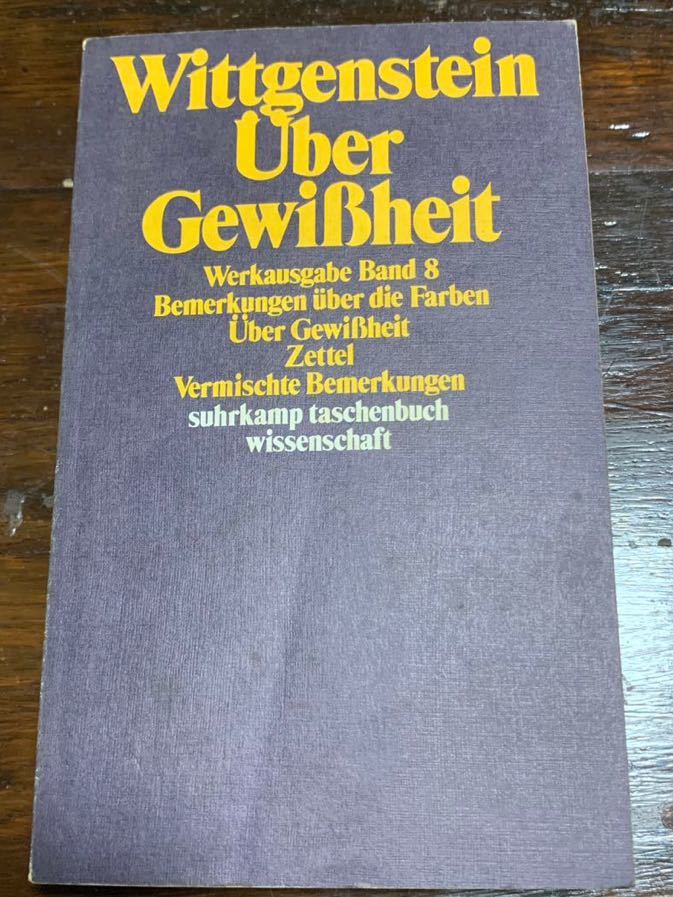 Wittgenstein
Über
Gewißheit
Werkausgabe Band 8
Bemerkungen über die Farben
Über Gewißheit
Zettel
Vermischte Bemerkungen
suhrkamp taschenbuch
wissenschaft